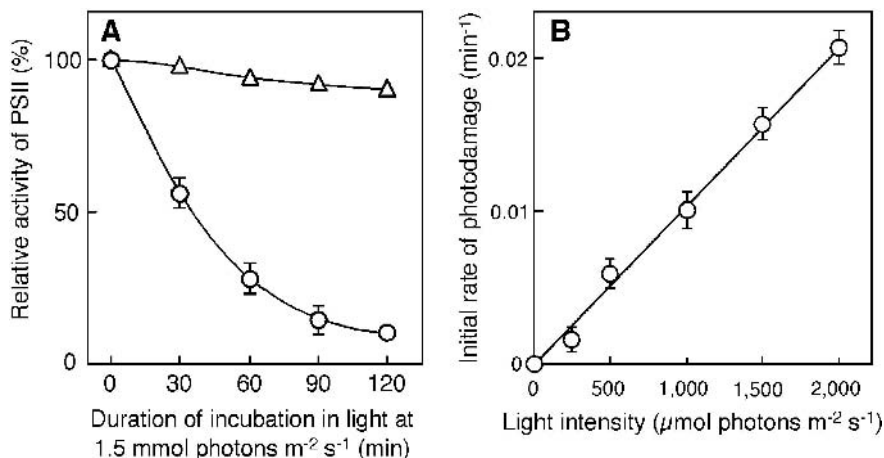 A
Relative activity of PSII (%)
100
50
0
0 30 60 90 120
Duration of incubation in light at
1.5 mmol photons m⁻² s⁻¹ (min)
B
Initial rate of photodamage (min⁻¹)
0.02
0.01
0
0 500 1,000 1,500 2,000
Light intensity (µmol photons m⁻² s⁻¹)